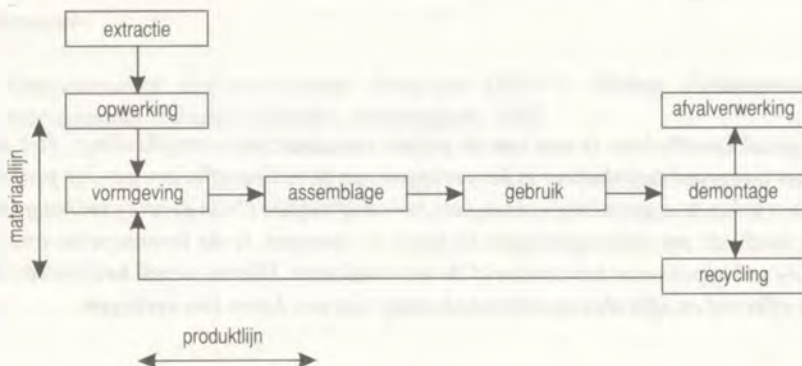 extractie
opwerking
afvalverwerking
materiaallijn
vormgeving
assemblage
gebruik
demontage
recycling
produktlijn